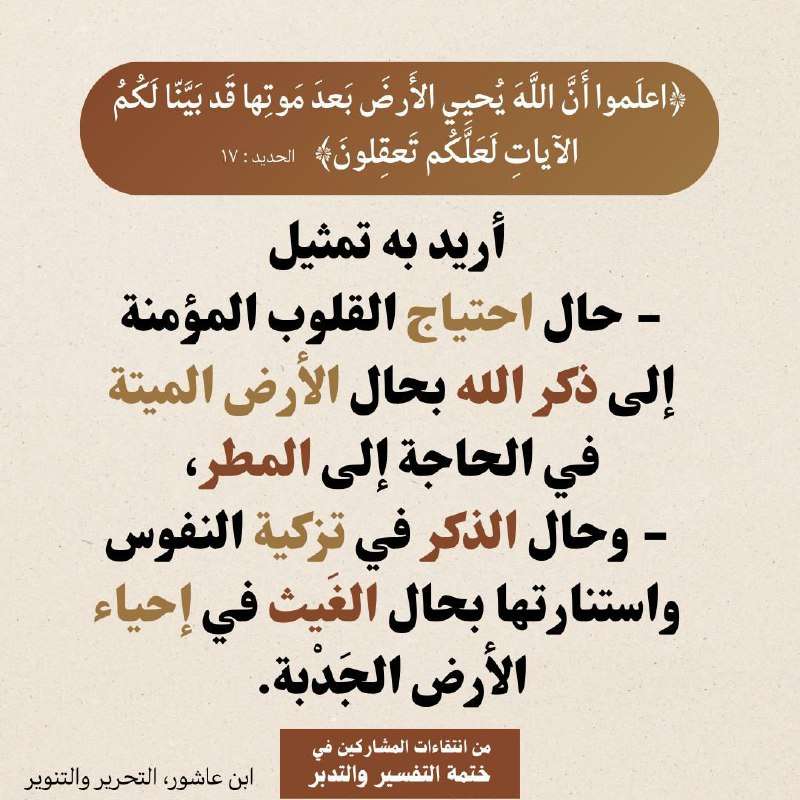 ﴿اعلَموا أَنَّ اللَّهَ يُحيِي الأَرضَ بَعدَ مَوتِها قَد بَيَّنّا لَكُمُ
الآياتِ لَعَلَّكُم تَعقِلونَ﴾ الحديد : ١٧
أريد به تمثيل
- حال احتياج القلوب المؤمنة
إلى ذكر الله بحال الأرض الميتة
في الحاجة إلى المطر،
- وحال الذكر في تزكية النفوس
واستنارتها بحال الغَيث في إحياء
الأرض الجَدْبة.
من انتقاءات المشاركين في
ختمة التفسير والتدبر
ابن عاشور، التحرير والتنوير